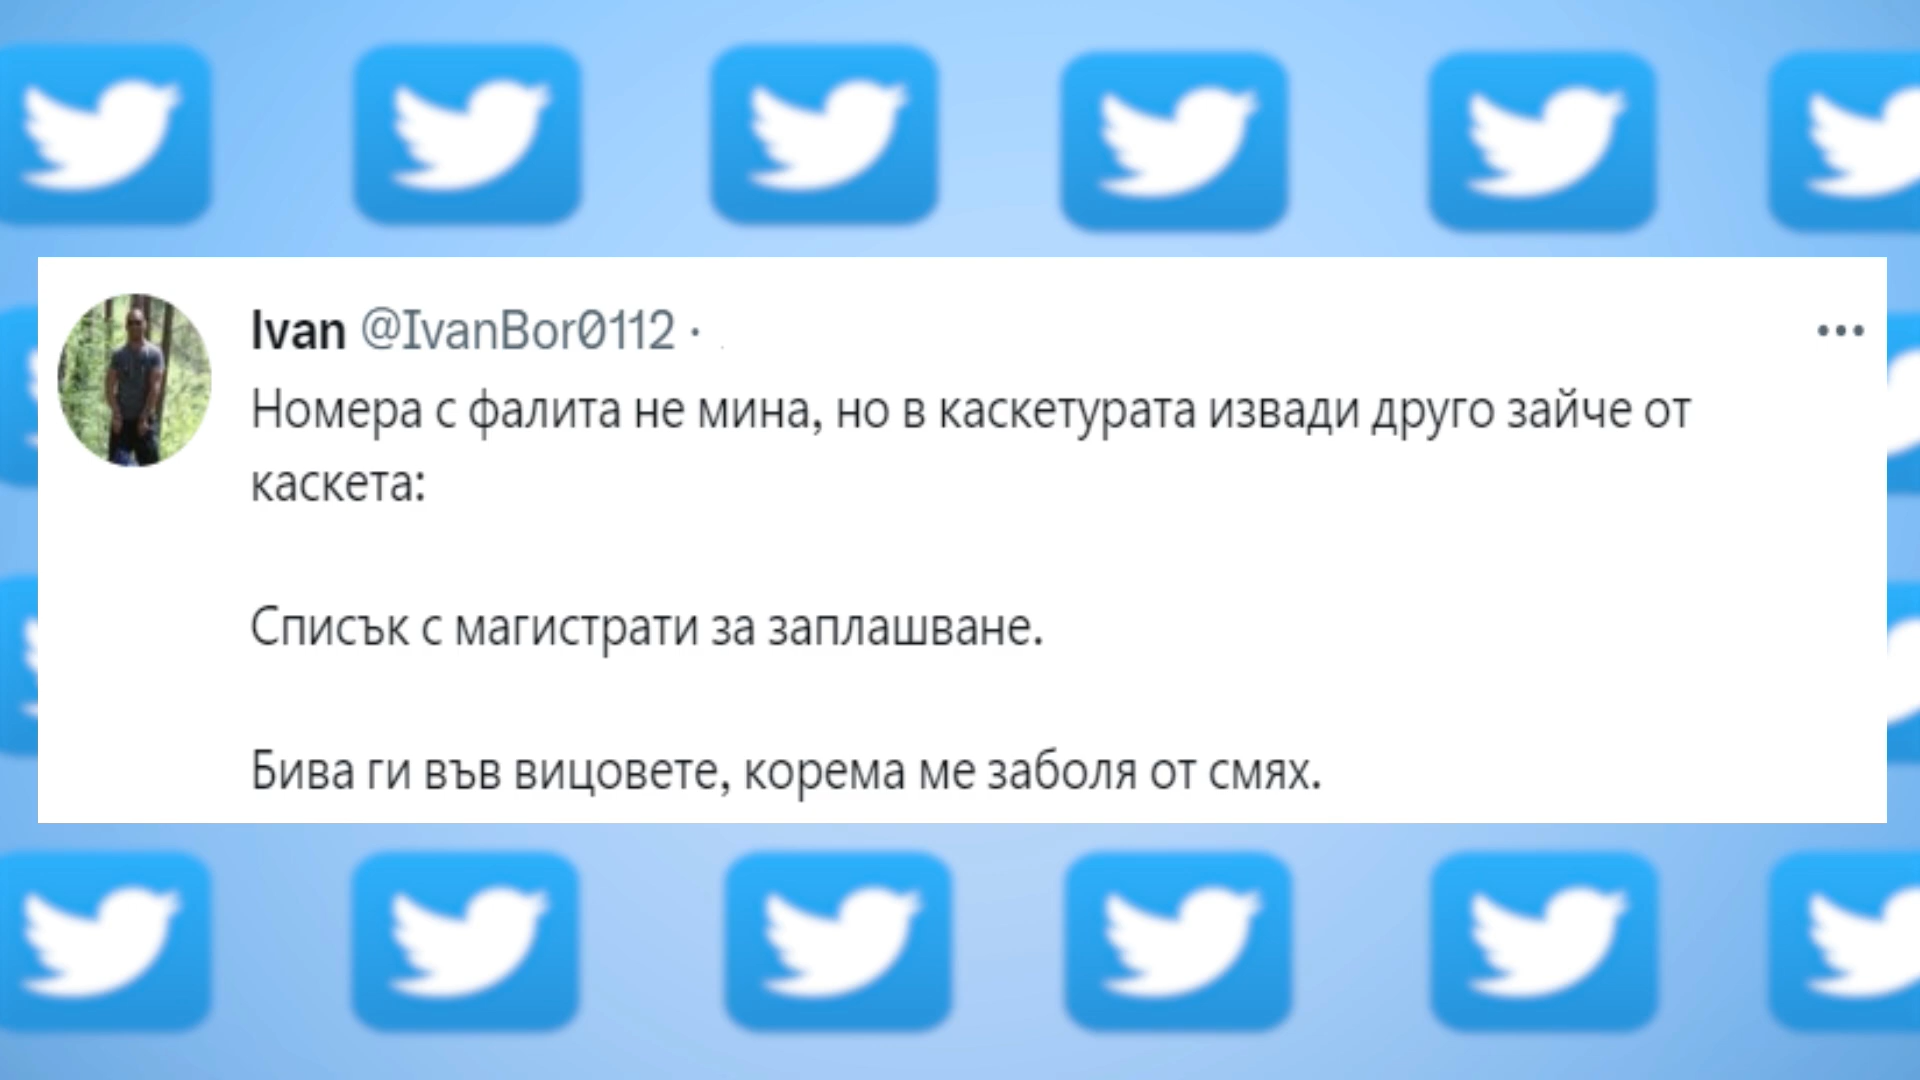 Ivan @IvanBor0112 ·
Номера с фалита не мина, но в каскетурата извади друго зайче от
каскета:
Списък с магистрати за заплашване.
Бива ги във вицовете, корема ме заболя от смях.